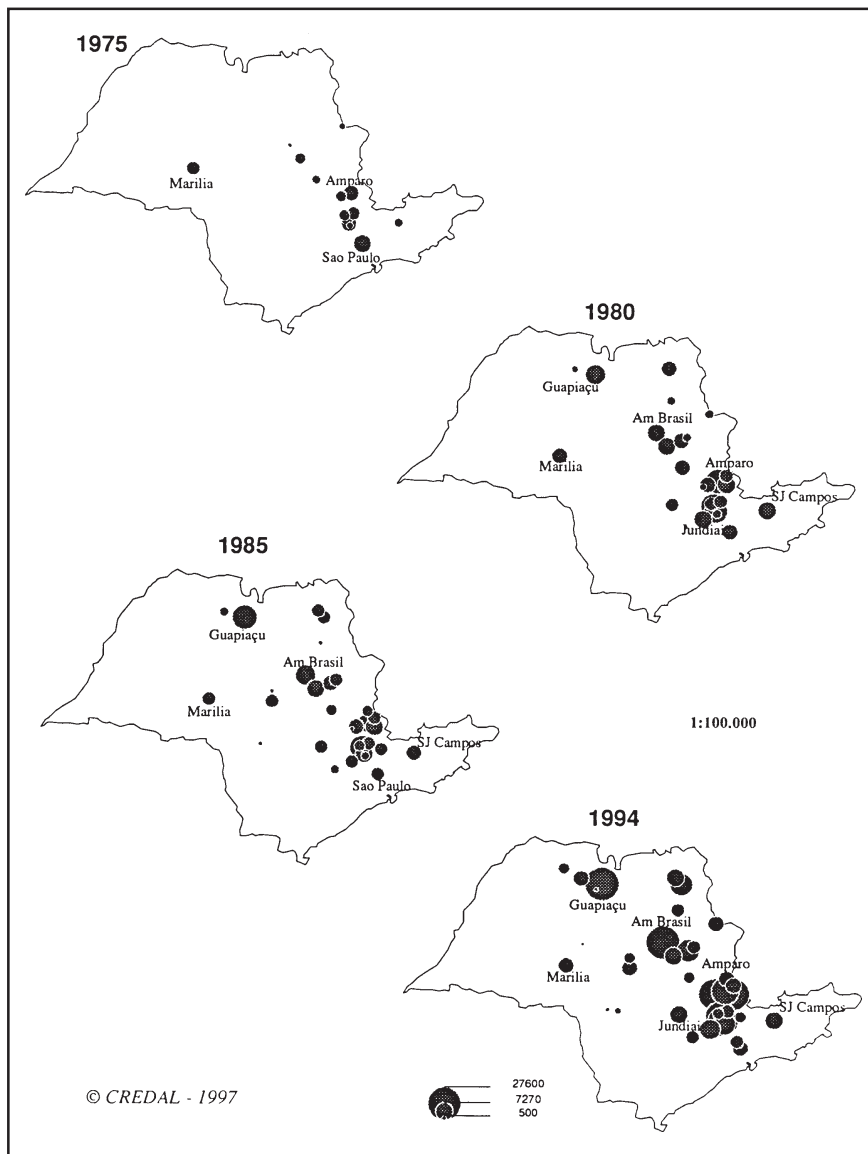 1975
Marilia
Amparo
Sao Paulo
1980
Guapiaçu
Am Brasil
Marilia
Amparo
SJ Campos
Jundiai
1985
Guapiaçu
Am Brasil
Marilia
SJ Campos
Sao Paulo
1:100.000
1994
Guapiaçu
Am Brasil
Marilia
Amparo
SJ Campos
Jundiai
© CREDAL - 1997
27600
7270
500